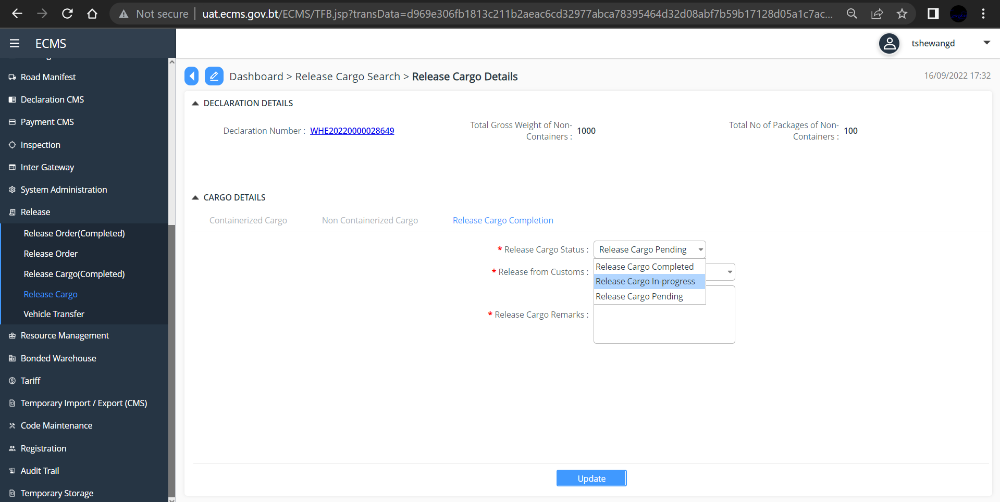 Not secure
uat.ecms.gov.bt/ECMS/TFB.jsp?transData=d969e306fb1813c211b2aeac6cd32977abca78395464d32d08abf7b59b17128d05a1c7ac...
ECMS
tshewangd
Road Manifest
Declaration CMS
Payment CMS
Inspection
Inter Gateway
System Administration
Release
Release Order(Completed)
Release Order
Release Cargo(Completed)
Release Cargo
Vehicle Transfer
Resource Management
Bonded Warehouse
Tariff
Temporary Import / Export (CMS)
Code Maintenance
Registration
Audit Trail
Temporary Storage
Dashboard > Release Cargo Search > Release Cargo Details
16/09/2022 17:32
DECLARATION DETAILS
Declaration Number : WHE20220000028649
Total Gross Weight of Non-
Containers : 1000
Total No of Packages of Non-
Containers : 100
CARGO DETAILS
Containerized Cargo
Non Containerized Cargo
Release Cargo Completion
* Release Cargo Status : Release Cargo Pending
Release Cargo Completed
* Release from Customs :
Release Cargo In-progress
Release Cargo Pending
* Release Cargo Remarks :
Update